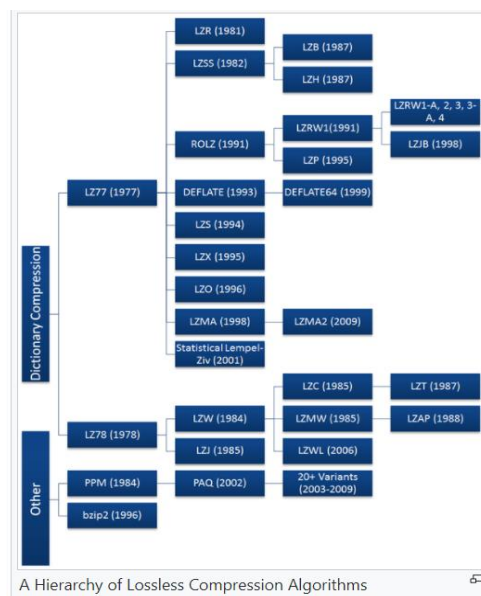 LZR (1981)
LZSS (1982)
LZB (1987)
LZH (1987)
ROLZ (1991)
LZRW1(1991)
LZRW1-A, 2, 3, 3-
A, 4
LZJB (1998)
LZP (1995)
LZ77 (1977)
DEFLATE (1993)
DEFLATE64 (1999)
LZS (1994)
LZX (1995)
LZO (1996)
LZMA (1998)
LZMA2 (2009)
Statistical Lempel-
Ziv (2001)
Dictionary Compression
LZ78 (1978)
LZW (1984)
LZC (1985)
LZT (1987)
LZMW (1985)
LZAP (1988)
LZWL (2006)
LZJ (1985)
Other
PPM (1984)
PAQ (2002)
20+ Variants
(2003-2009)
bzip2 (1996)
A Hierarchy of Lossless Compression Algorithms